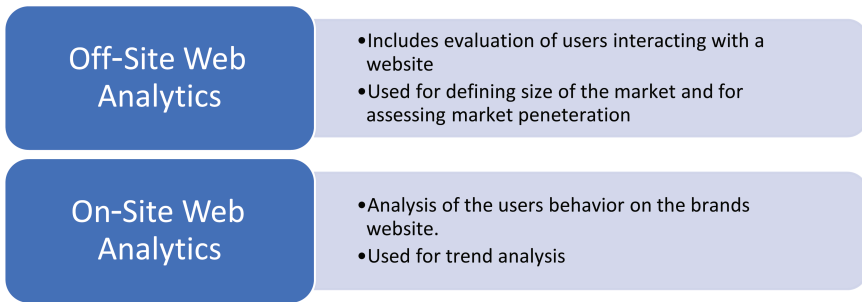 Off-Site Web
Analytics
•Includes evaluation of users interacting with a
website
•Used for defining size of the market and for
assessing market peneteration
On-Site Web
Analytics
•Analysis of the users behavior on the brands
website.
•Used for trend analysis